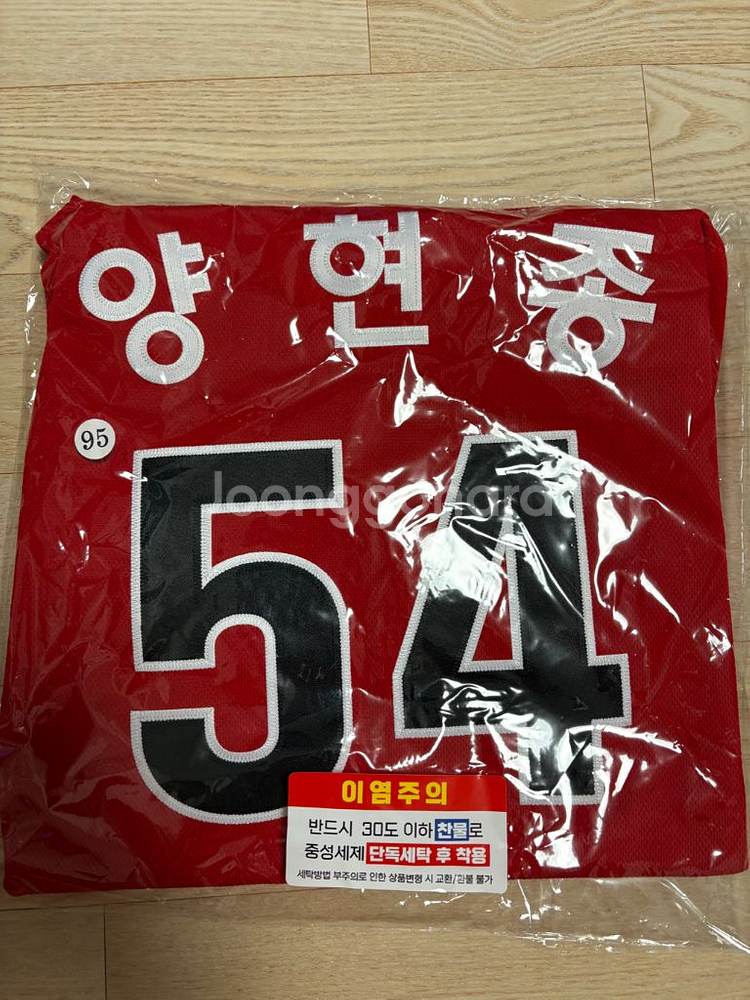 양현종
95
54
이염주의
반드시 30도 이하 찬물로
중성세제 단독세탁 후 착용
세탁방법 부주의로 인한 상품변형 시 교환/환불 불가